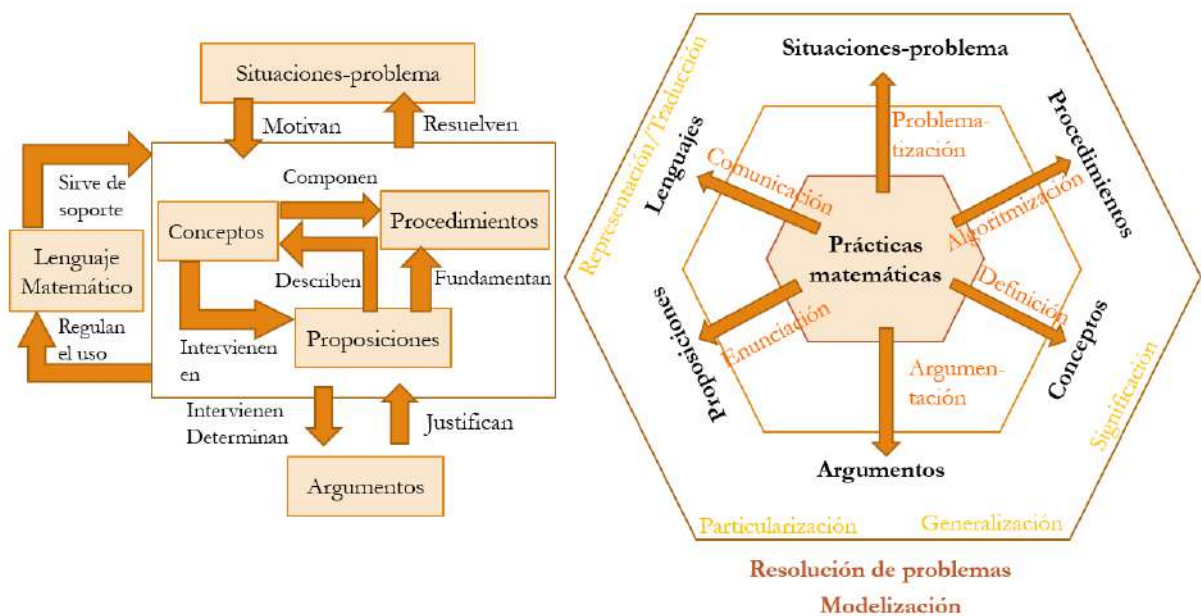 Situaciones-problema
Motivan
Resuelven
Sirve de
soporte
Componen
Conceptos
Procedimientos
Lenguaje
Matemático
Describen
Fundamentan
Regulan
el uso
Intervienen
en
Proposiciones
Intervienen
Determinan
Justifican
Argumentos
Situaciones-problema
Representación/Traducción
Lenguajes
Comunicación
Problema-
tización
Procedimientos
Algoritmización
Prácticas
matemáticas
Proposiciones
Enunciación
Definición
Conceptos
Argumen-
tación
Significación
Argumentos
Particularización
Generalización
Resolución de problemas
Modelización